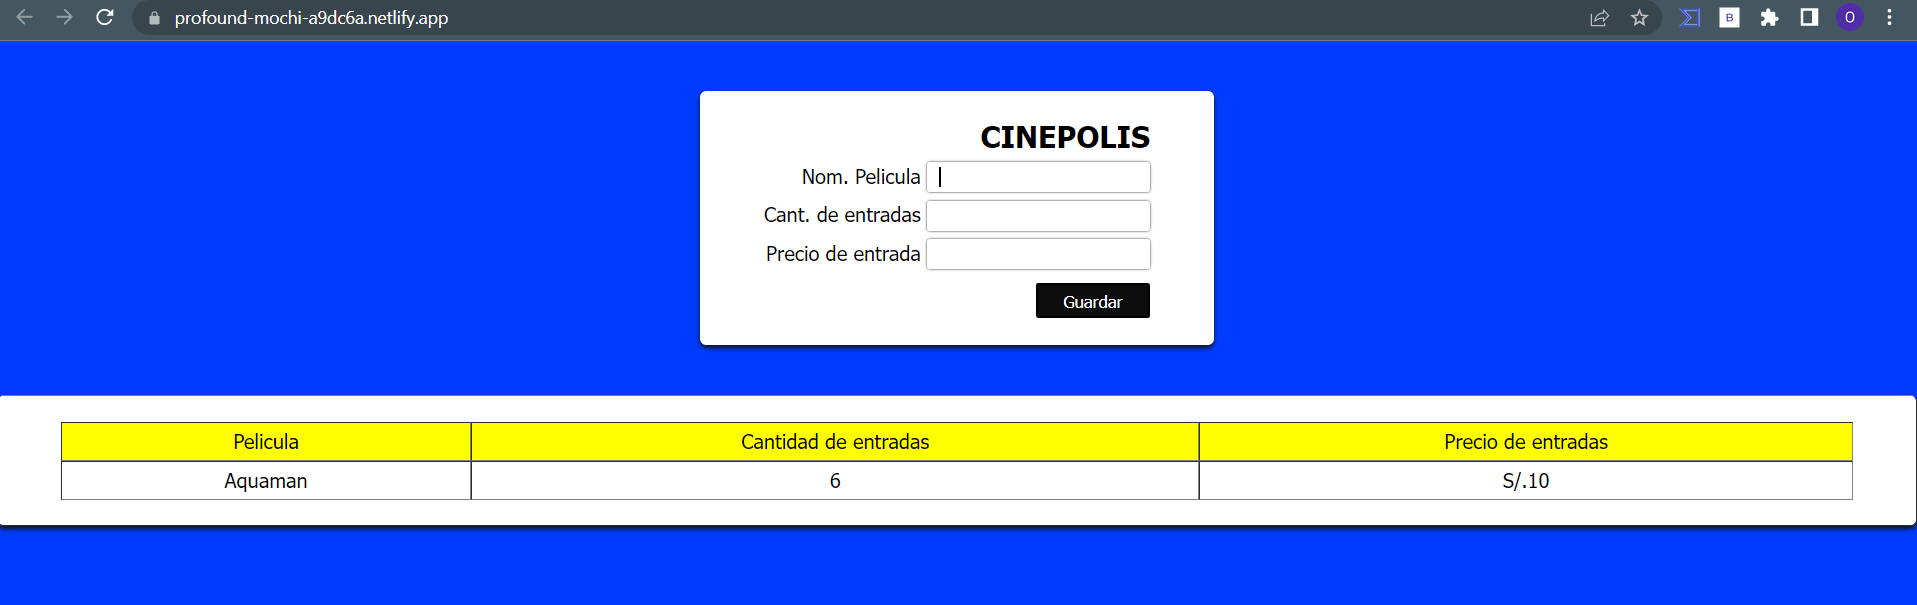 profound-mochi-a9dc6a.netlify.app
B
O
CINEPOLIS
Nom. Pelicula
Cant. de entradas
Precio de entrada
Guardar
Pelicula Cantidad de entradas Precio de entradas
Aquaman 6 S/.10